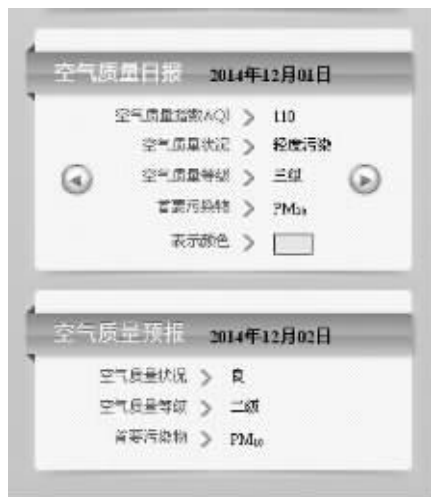 空气质量日报 2014年12月01日
空气质量指数AQI > 110
空气质量状况 > 轻度污染
空气质量等级 > 三级
首要污染物 > PM₁₀
表示颜色 >
空气质量预报 2014年12月02日
空气质量状况 > 良
空气质量等级 > 二级
首要污染物 > PM₁₀